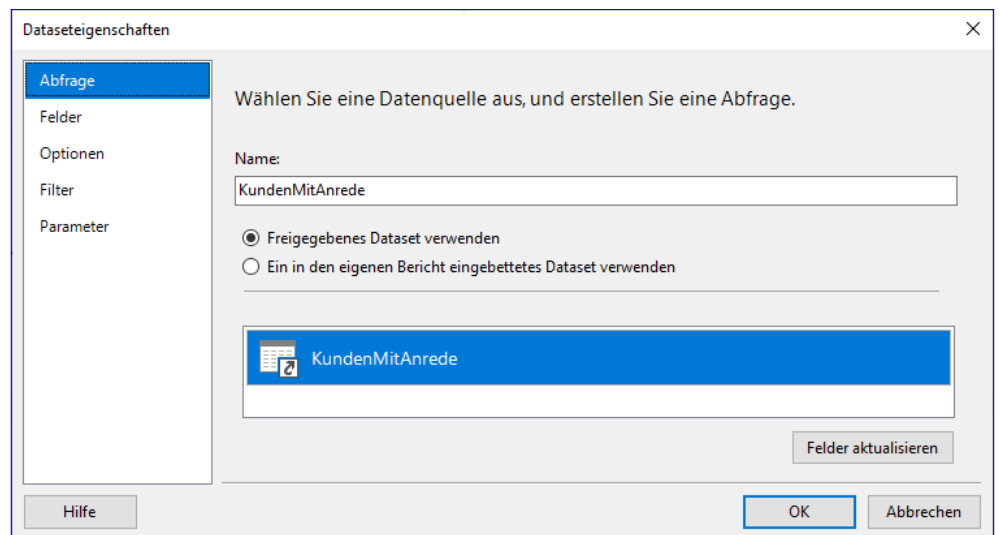 Dataseteigenschaften
Abfrage
Felder
Optionen
Filter
Parameter
Wählen Sie eine Datenquelle aus, und erstellen Sie eine Abfrage.
Name:
KundenMitAnrede
Freigegebenes Dataset verwenden
Ein in den eigenen Bericht eingebettetes Dataset verwenden
KundenMitAnrede
Felder aktualisieren
Hilfe
OK
Abbrechen